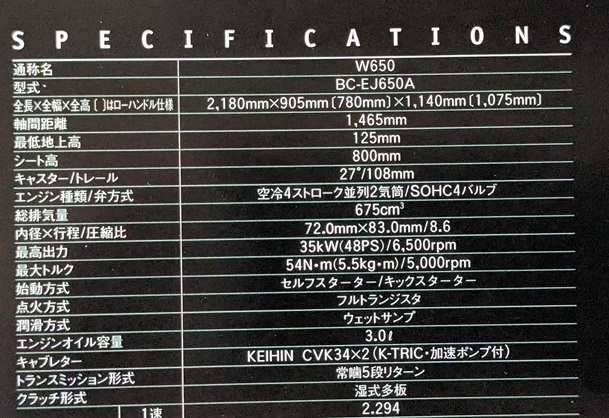 SPECIFICATIONS
通称名 W650
型式 BC-EJ650A
全長×全幅×全高〔 〕はローハンドル仕様 2,180mm×905mm〔780mm〕×1,140mm〔1,075mm〕
軸間距離 1,465mm
最低地上高 125mm
シート高 800mm
キャスター/トレール 27°/108mm
エンジン種類/弁方式 空冷4ストローク並列2気筒/SOHC4バルブ
総排気量 675cm³
内径×行程/圧縮比 72.0mm×83.0mm/8.6
最高出力 35kW(48PS)/6,500rpm
最大トルク 54N・m(5.5kg・m)/5,000rpm
始動方式 セルフスターター/キックスターター
点火方式 フルトランジスタ
潤滑方式 ウェットサンプ
エンジンオイル容量 3.0ℓ
キャブレター KEIHIN CVK34×2(K-TRIC・加速ポンプ付)
トランスミッション形式 常噛5段リターン
クラッチ形式 湿式多板
1速 2.294